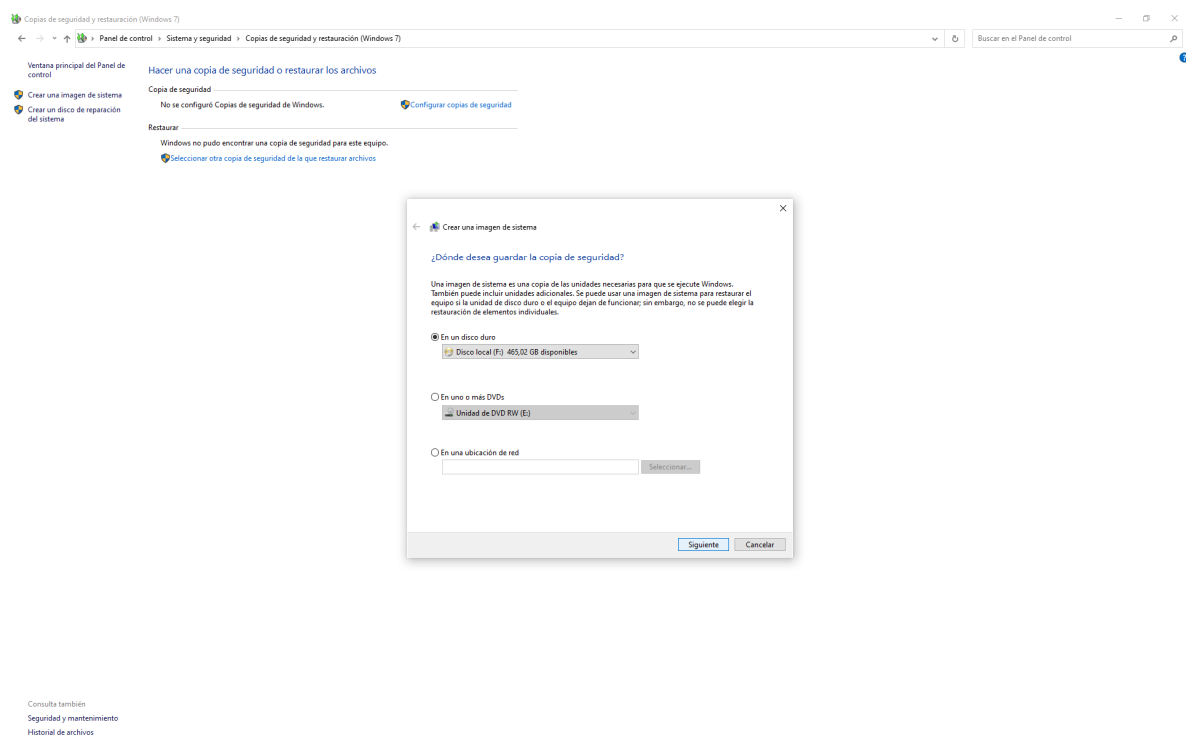 Copias de seguridad y restauración (Windows 7)
Panel de control > Sistema y seguridad > Copias de seguridad y restauración (Windows 7)
Buscar en el Panel de control
Ventana principal del Panel de
control
Crear una imagen de sistema
Crear un disco de reparación
del sistema
Hacer una copia de seguridad o restaurar los archivos
Copia de seguridad
No se configuró Copias de seguridad de Windows.
Configurar copias de seguridad
Restaurar
Windows no pudo encontrar una copia de seguridad para este equipo.
Seleccionar otra copia de seguridad de la que restaurar archivos
Crear una imagen de sistema
¿Dónde desea guardar la copia de seguridad?
Una imagen de sistema es una copia de las unidades necesarias para que se ejecute Windows.
También puede incluir unidades adicionales. Se puede usar una imagen de sistema para restaurar el
equipo si la unidad de disco duro o el equipo dejan de funcionar; sin embargo, no se puede elegir la
restauración de elementos individuales.
En un disco duro
Disco local (F:) 465,02 GB disponibles
En uno o más DVDs
Unidad de DVD RW (E:)
En una ubicación de red
Seleccionar...
Siguiente
Cancelar
Consulta también
Seguridad y mantenimiento
Historial de archivos